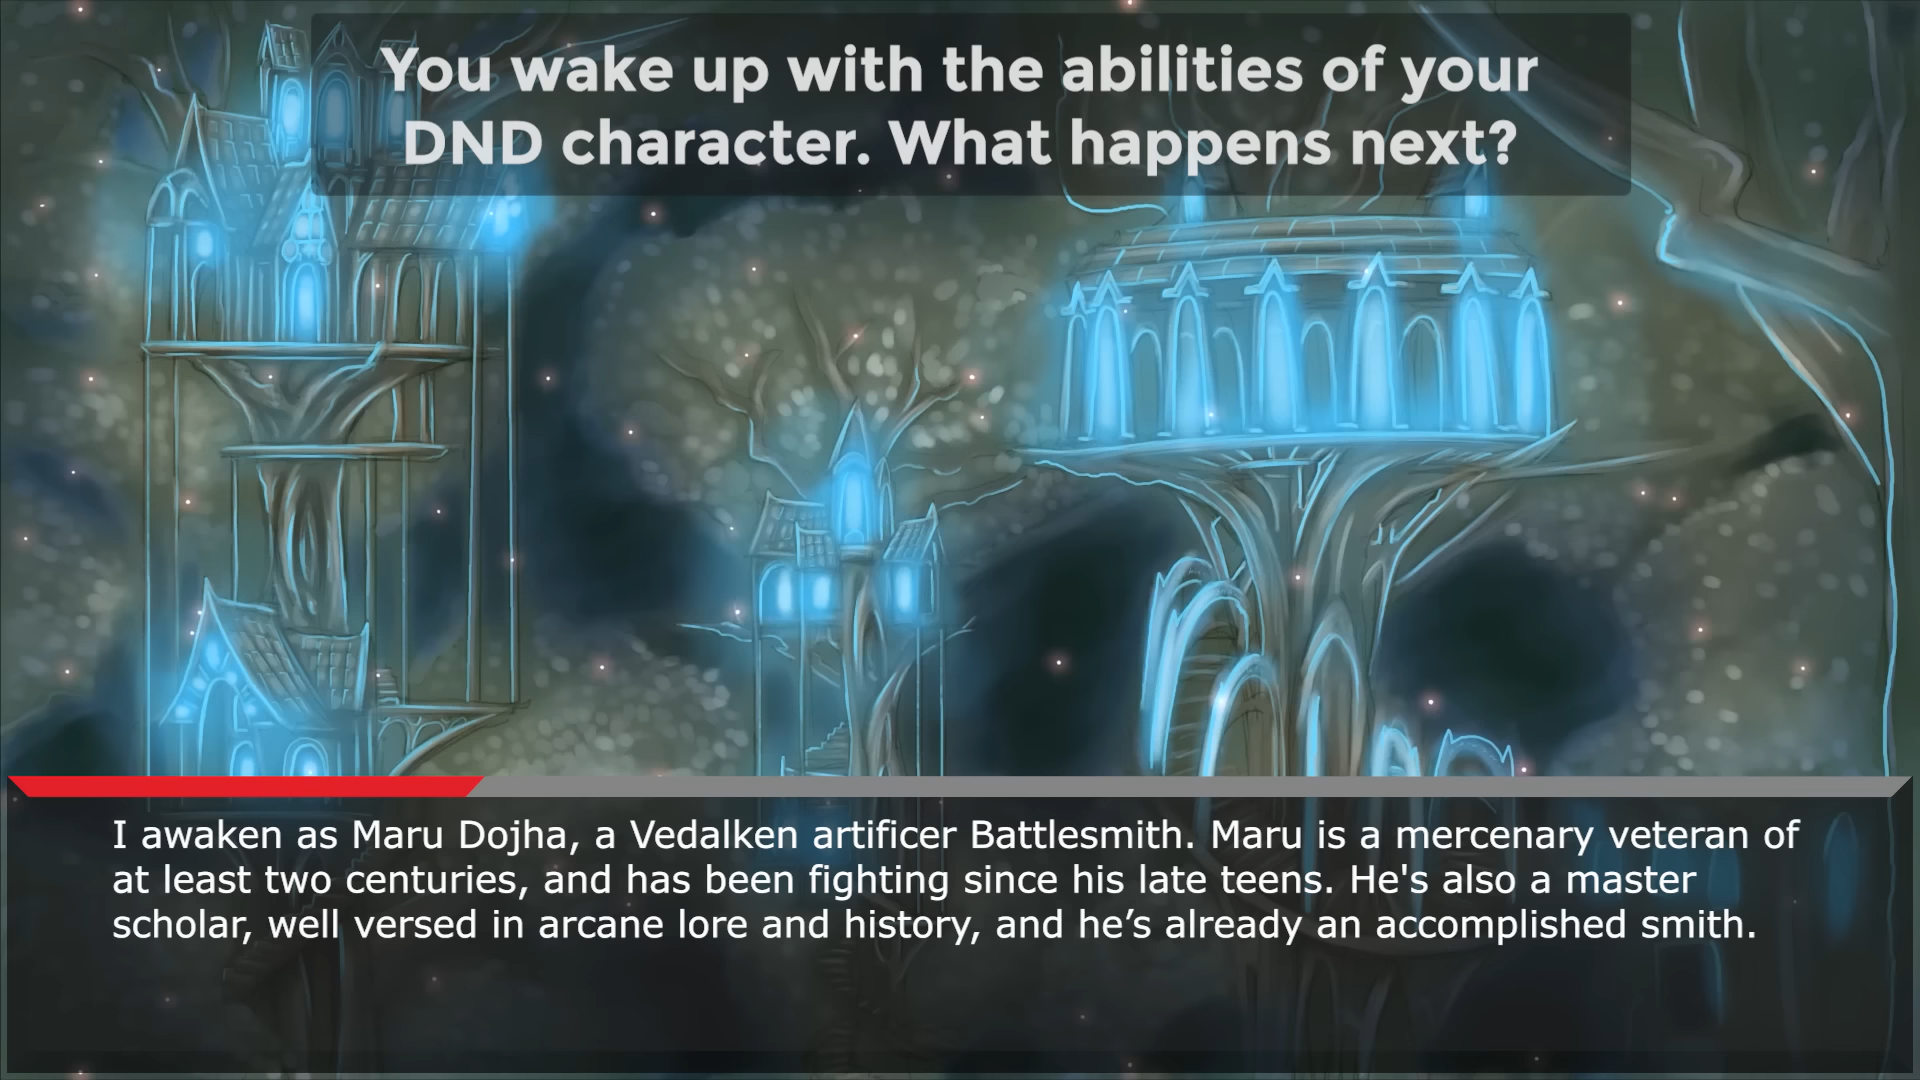 You wake up with the abilities of your
DND character. What happens next?
I awaken as Maru Dojha, a Vedalken artificer Battlesmith. Maru is a mercenary veteran of
at least two centuries, and has been fighting since his late teens. He's also a master
scholar, well versed in arcane lore and history, and he’s already an accomplished smith.